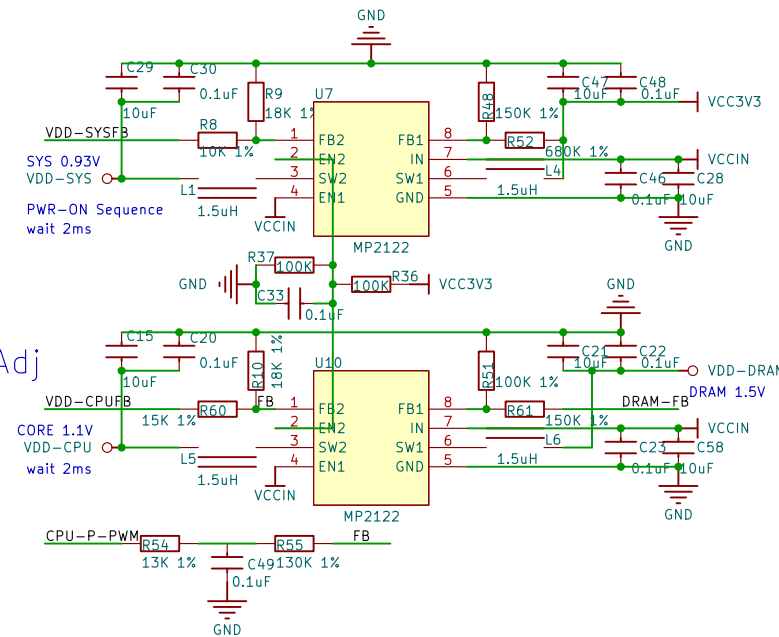 GND
C29
C30
0.1uF
10uF
R9
18K 1%
U7
R48
150K 1%
C47
10uF
C48
0.1uF
VCC3V3
VDD-SYSFB
R8
10K 1%
1 FB2 FB1 8
R52
680K 1%
SYS 0.93V
2 EN2 IN 7
VCCIN
VDD-SYS
3 SW2 SW1 6
L4
C46
C28
L1
1.5uH
4 EN1 GND 5
1.5uH
0.1uF
10uF
PWR-ON Sequence
wait 2ms
VCCIN
MP2122
GND
R37
100K
GND
R36
100K
VCC3V3
C33
0.1uF
GND
Adj
C15
C20
0.1uF
10uF
R10
18K 1%
U10
R51
100K 1%
C21
10uF
C22
0.1uF
VDD-DRAM
DRAM 1.5V
VDD-CPUFB
R60
15K 1%
FB
1 FB2 FB1 8
R61
150K 1%
DRAM-FB
CORE 1.1V
2 EN2 IN 7
VCCIN
VDD-CPU
3 SW2 SW1 6
L6
C23
C58
wait 2ms
L5
1.5uH
4 EN1 GND 5
1.5uH
0.1uF
10uF
VCCIN
MP2122
GND
CPU-P-PWM
R54
13K 1%
R55
130K 1%
FB
C49
0.1uF
GND